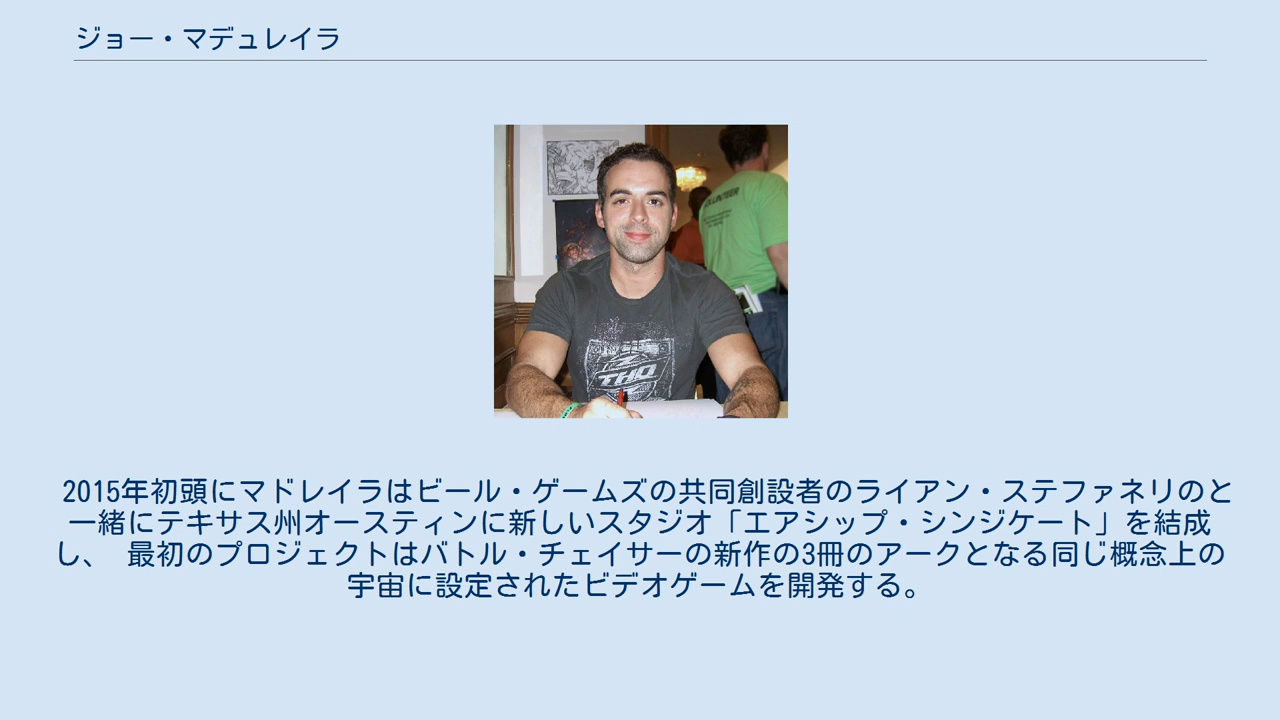 ジョー・マデュレイラ
VOLUNTEER
THQ
2015年初頭にマドレイラはビール・ゲームズの共同創設者のライアン・ステファネリのと
一緒にテキサス州オースティンに新しいスタジオ「エアシップ・シンジケート」を結成
し、 最初のプロジェクトはバトル・チェイサーの新作の3冊のアークとなる同じ概念上の
宇宙に設定されたビデオゲームを開発する。